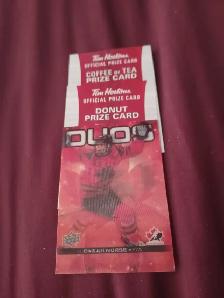 Tim Hortons
OFFICIAL PRIZE CARD
COFFEE OR TEA
PRIZE CARD
Tim Hortons
OFFICIAL PRIZE CARD
DONUT
PRIZE CARD
DUOS
NURSE